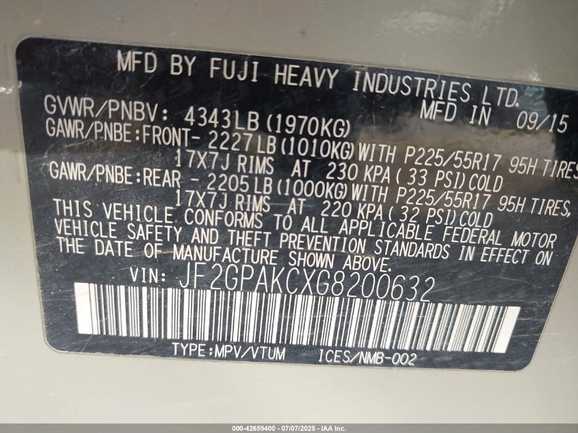 MFD BY FUJI HEAVY INDUSTRIES LTD.
MFD IN 09/15
GVWR/PNBV: 4343LB(1970KG)
GAWR/PNBE:FRONT- 2227LB(1010KG)WITH P225/55R17 95H TIRES
17X7J RIMS AT 230 KPA(33 PSI)COLD
GAWR/PNBE:REAR - 2205LB(1000KG)WITH P225/55R17 95H TIRES,
17X7J RIMS AT 220 KPA(32 PSI)COLD
THIS VEHICLE CONFORMS TO ALL APPLICABLE FEDERAL MOTOR
VEHICLE SAFETY AND THEFT PREVENTION STANDARDS IN EFFECT ON
THE DATE OF MANUFACTURE SHOWN ABOVE.
VIN: JF2GPAKCXG8200632
TYPE:MPV/VTUM ICES/NMB-002
000-42659400 | 07/07/2025 | IAA Inc.